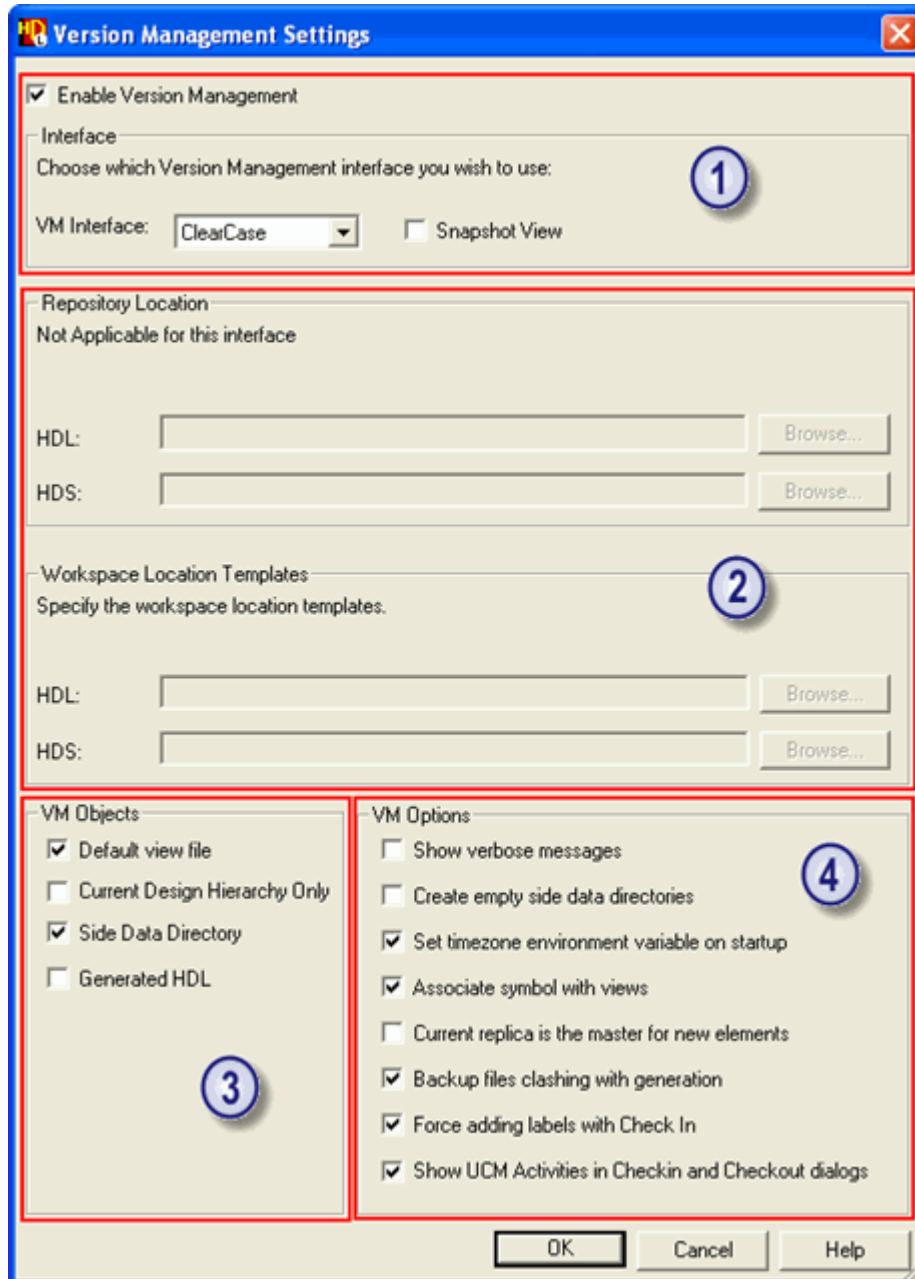 Version Management Settings
Enable Version Management
Interface
Choose which Version Management interface you wish to use:
1
VM Interface: ClearCase Snapshot View
Repository Location
Not Applicable for this interface
HDL: Browse...
HDS: Browse...
Workspace Location Templates
Specify the workspace location templates.
2
HDL: Browse...
HDS: Browse...
VM Objects
Default view file
Current Design Hierarchy Only
Side Data Directory
Generated HDL
3
VM Options
Show verbose messages
4
Create empty side data directories
Set timezone environment variable on startup
Associate symbol with views
Current replica is the master for new elements
Backup files clashing with generation
Force adding labels with Check In
Show UCM Activities in Checkin and Checkout dialogs
OK Cancel Help